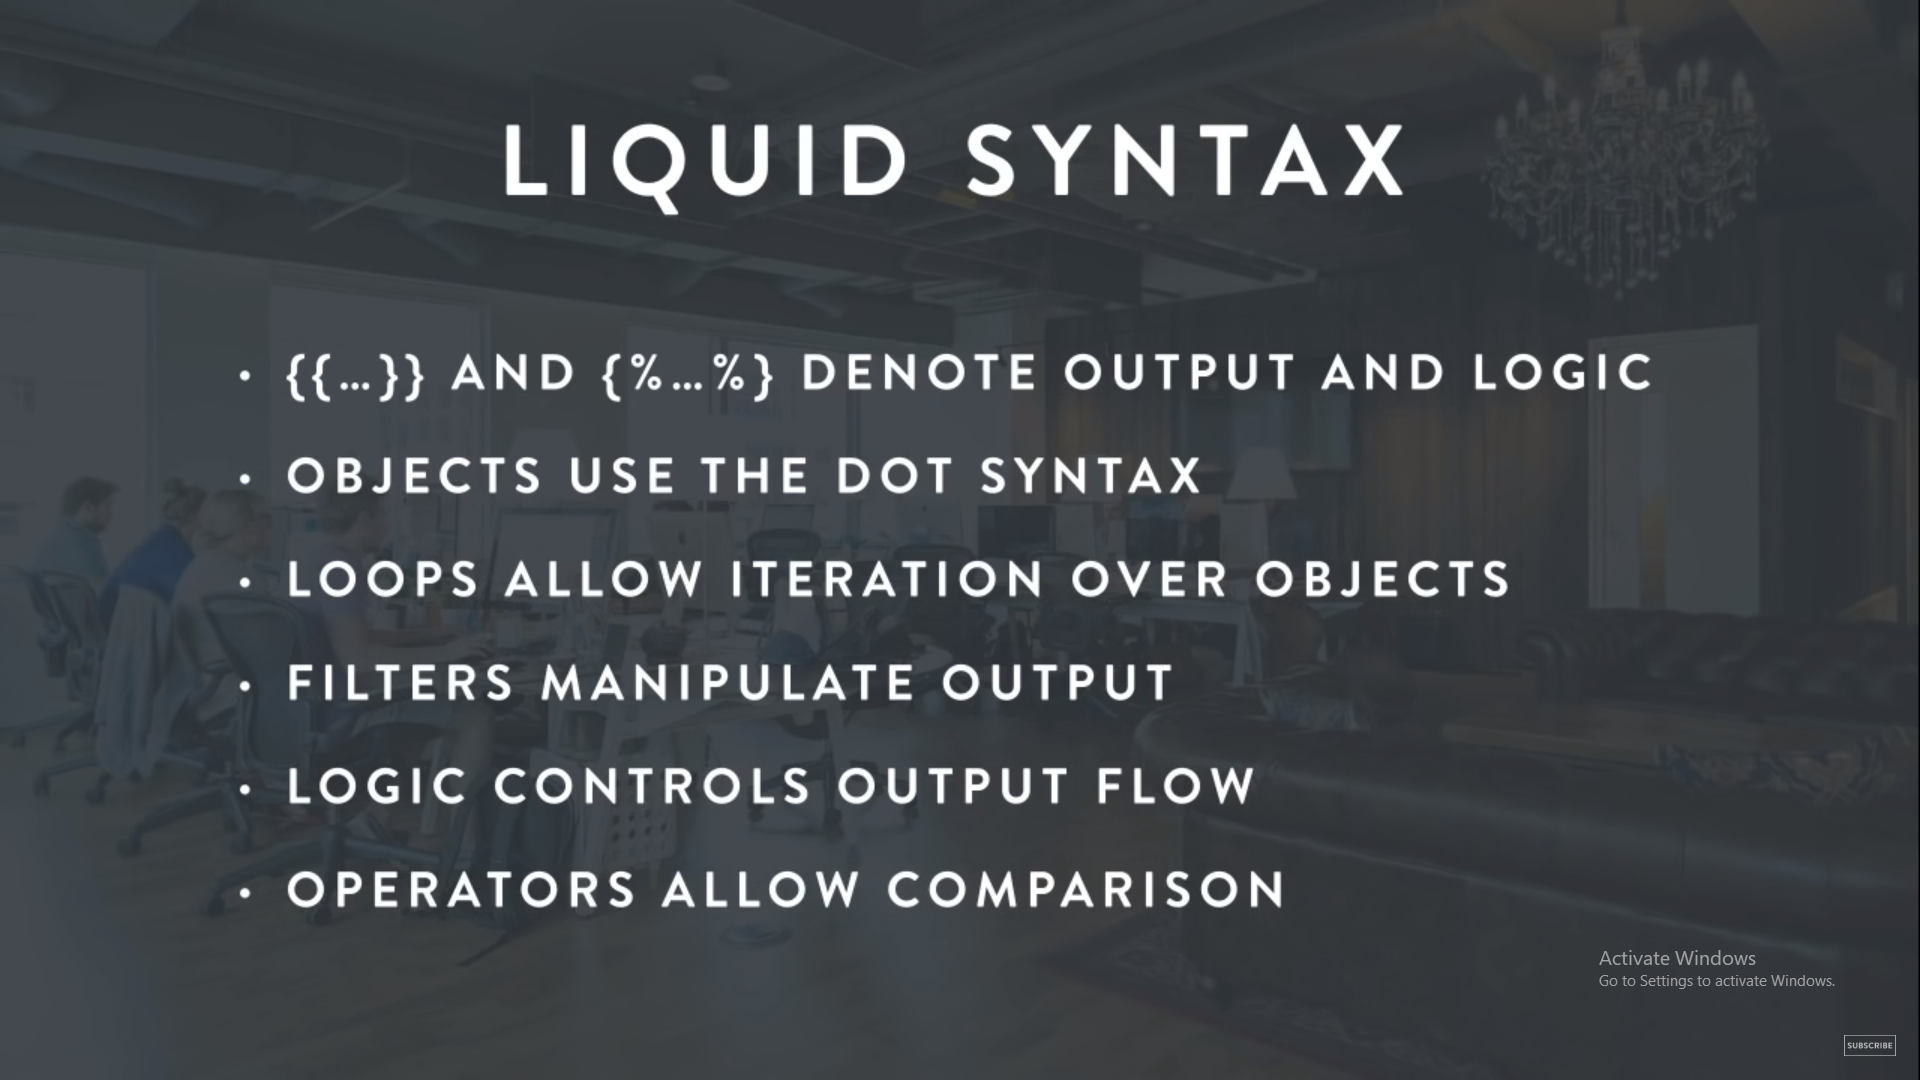 LIQUID SYNTAX
• {{...}} AND {%...%} DENOTE OUTPUT AND LOGIC
• OBJECTS USE THE DOT SYNTAX
• LOOPS ALLOW ITERATION OVER OBJECTS
• FILTERS MANIPULATE OUTPUT
• LOGIC CONTROLS OUTPUT FLOW
• OPERATORS ALLOW COMPARISON
Activate Windows
Go to Settings to activate Windows.
SUBSCRIBE